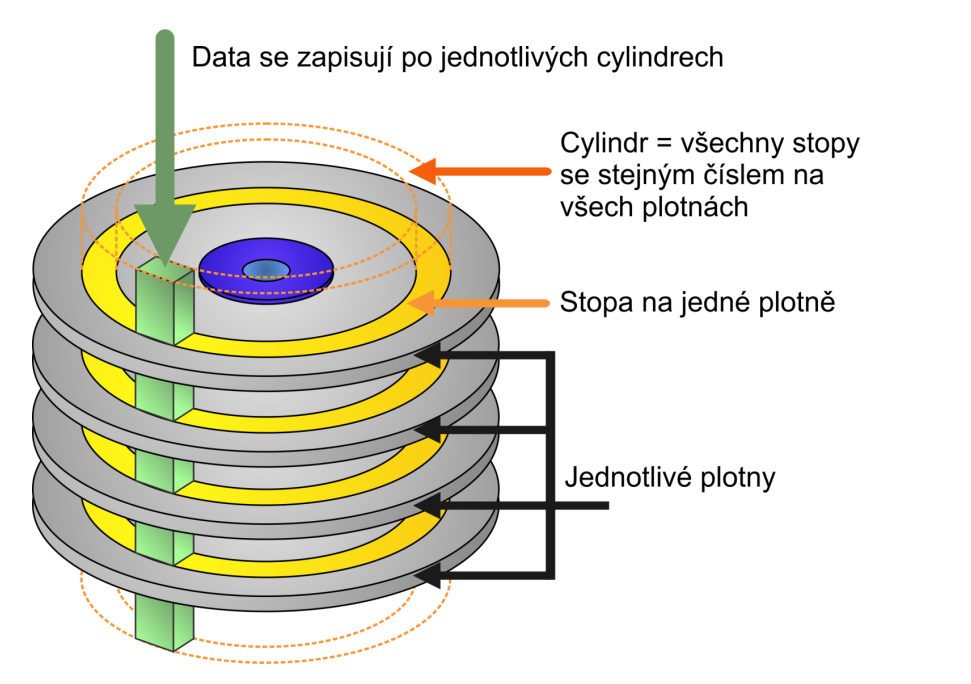 Data se zapisují po jednotlivých cylindrech
Cylindr = všechny stopy
se stejným číslem na
všech plotnách
Stopa na jedné plotně
Jednotlivé plotny